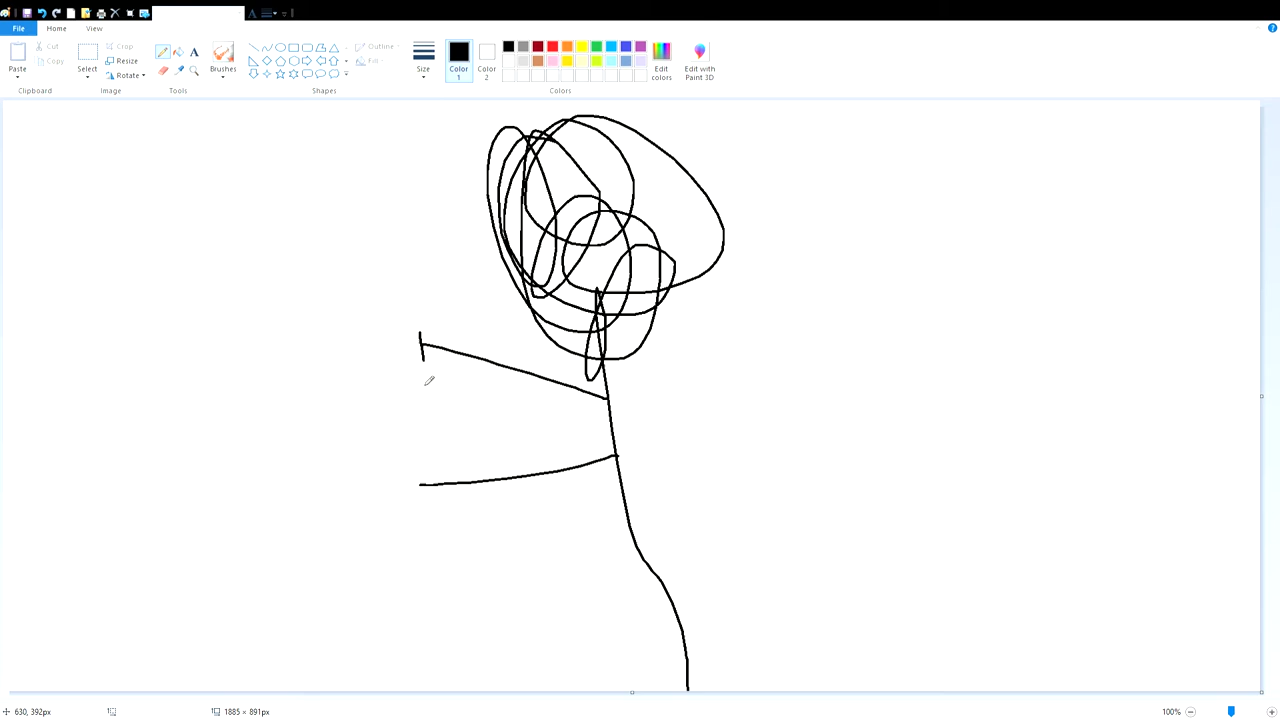 A
File Home View
Cut Crop Outline
Paste Copy Select Resize Fill Brushes Size Color 1 Color 2 Edit colors Edit with Paint 3D
Rotate
Clipboard Image Tools Shapes Colors
630, 392px 1885 × 891px 100%